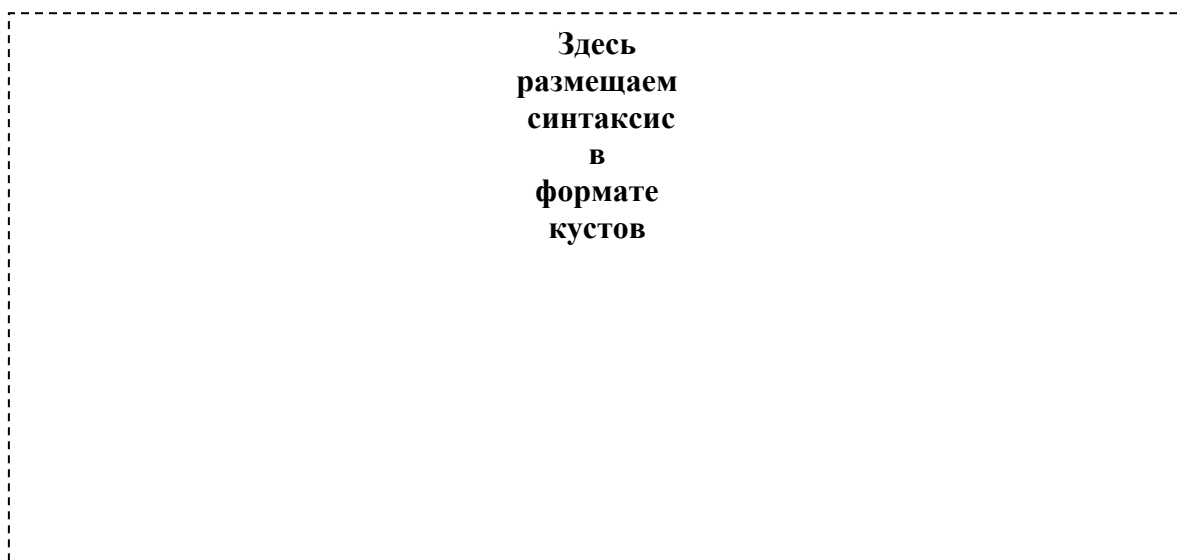 Здесь
размещаем
синтаксис
в
формате
кустов